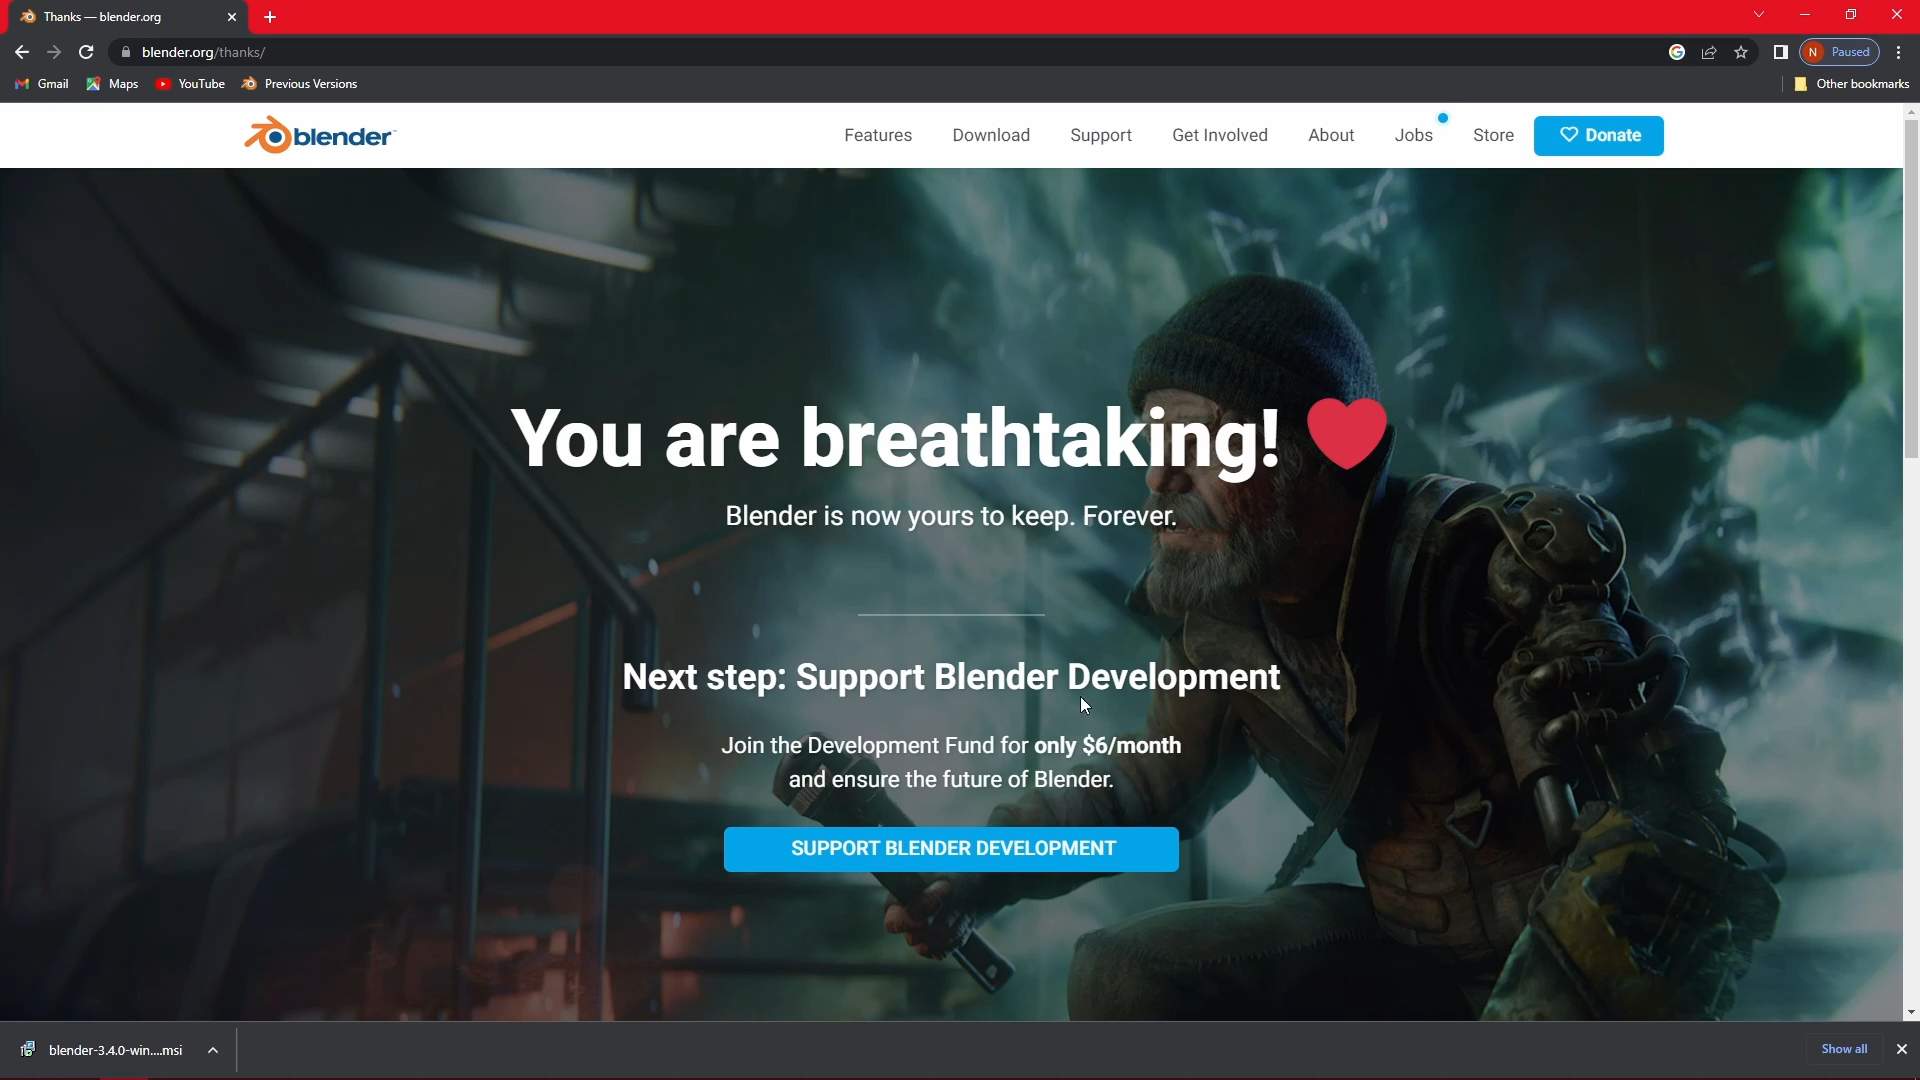 Thanks — blender.org
blender.org/thanks/
N Paused
Gmail Maps YouTube Previous Versions Other bookmarks
blender
Features Download Support Get Involved About Jobs Store Donate
You are breathtaking!
Blender is now yours to keep. Forever.
Next step: Support Blender Development
Join the Development Fund for only $6/month
and ensure the future of Blender.
SUPPORT BLENDER DEVELOPMENT
blender-3.4.0-win....msi Show all